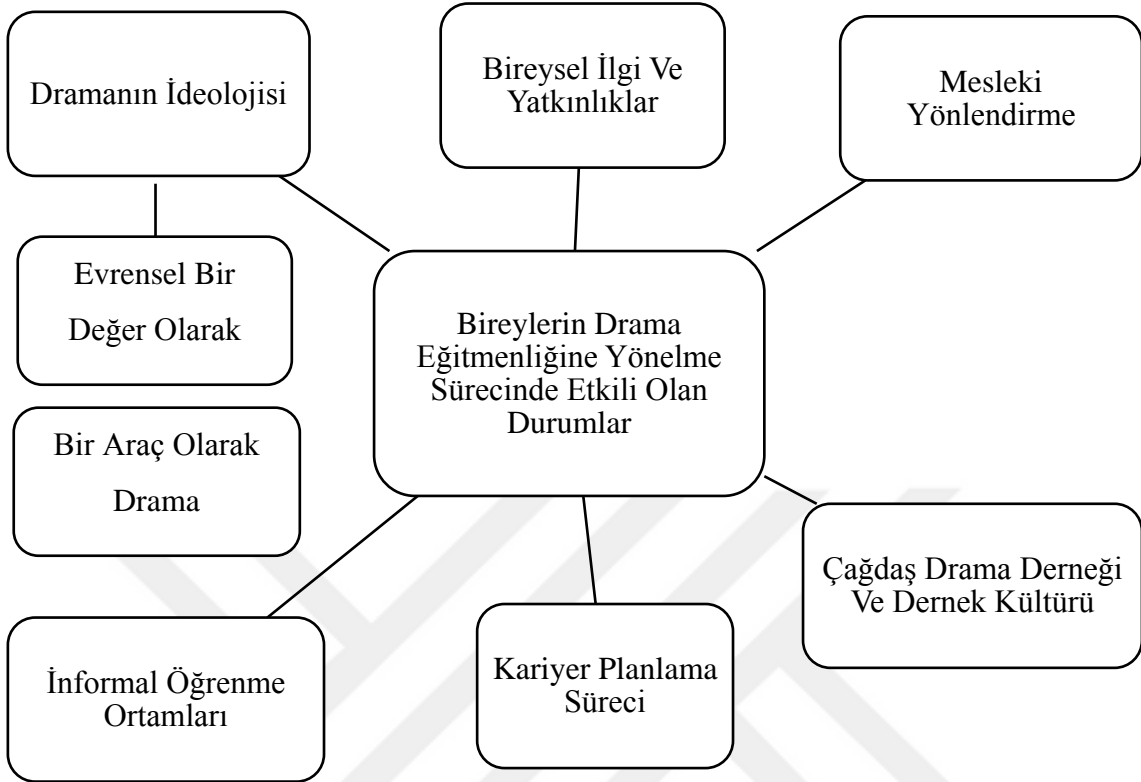 Dramanın İdeolojisi
Bireysel İlgi Ve
Yatkınlıklar
Mesleki
Yönlendirme
Evrensel Bir
Değer Olarak
Bireylerin Drama
Eğitmenliğine Yönelme
Sürecinde Etkili Olan
Durumlar
Bir Araç Olarak
Drama
Çağdaş Drama Derneği
Ve Dernek Kültürü
İnformal Öğrenme
Ortamları
Kariyer Planlama
Süreci